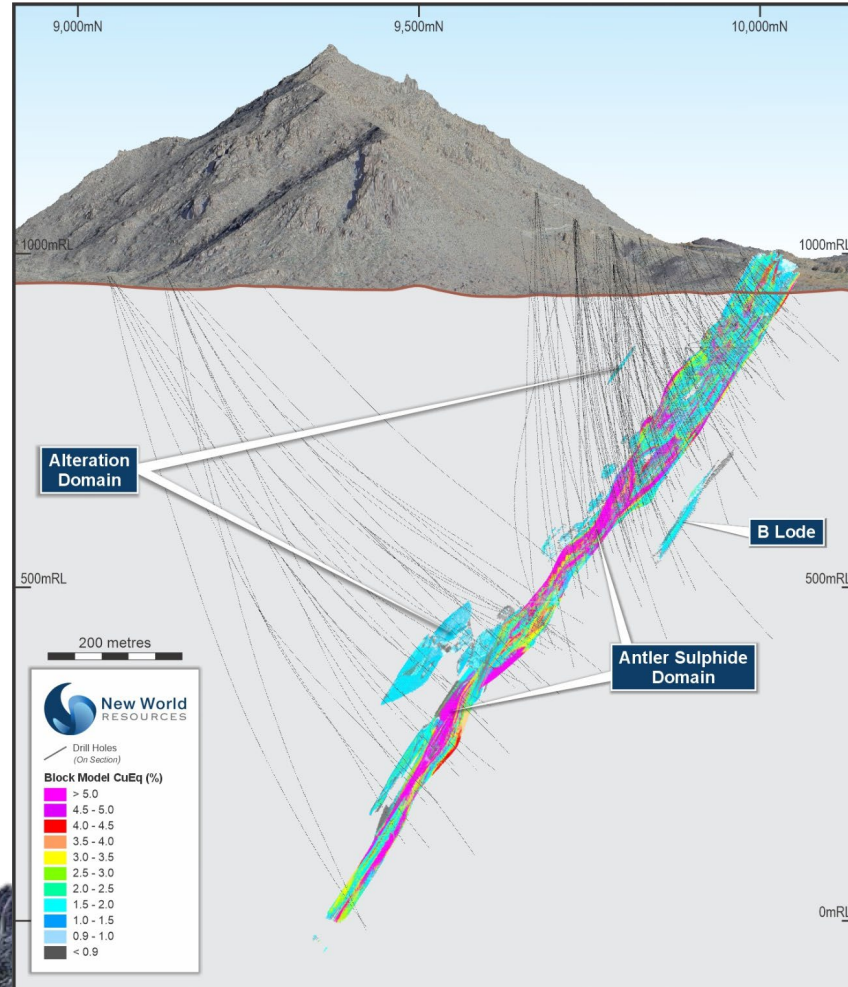 9,000mN
9,500mN
10,000mN
1000mRL
1000mRL
Alteration
Domain
B Lode
500mRL
500mRL
200 metres
Antler Sulphide
Domain
New World
RESOURCES
Drill Holes
(On Section)
Block Model CuEq (%)
> 5.0
4.5 - 5.0
4.0 - 4.5
3.5 - 4.0
3.0 - 3.5
2.5 - 3.0
2.0 - 2.5
1.5 - 2.0
1.0 - 1.5
0.9 - 1.0
< 0.9
0mRL